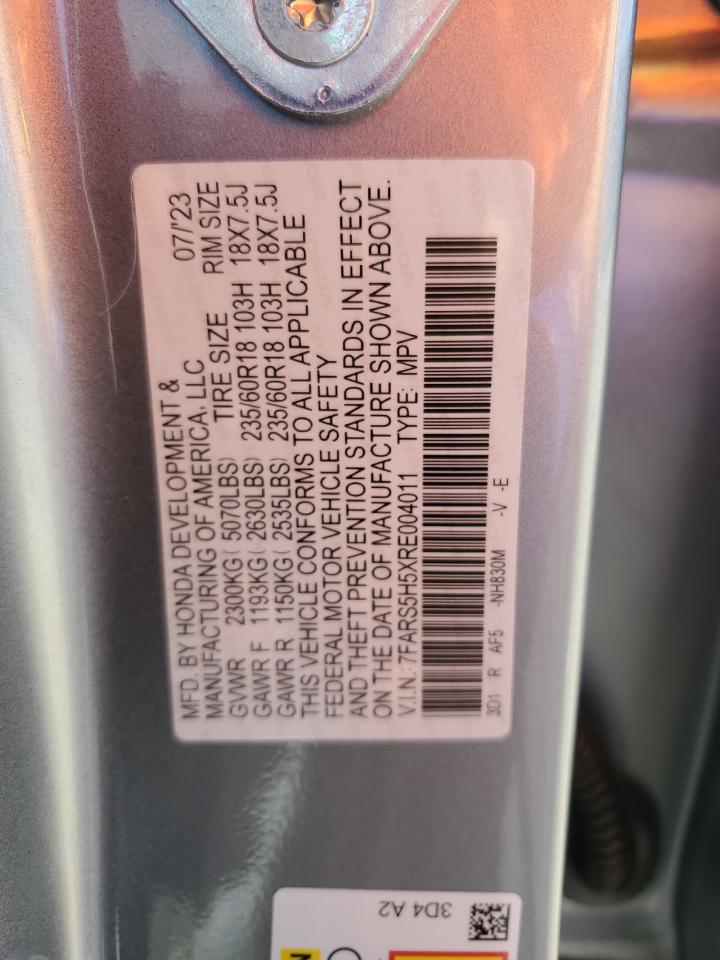 MFD. BY HONDA DEVELOPMENT & 07/'23
MANUFACTURING OF AMERICA, LLC
TIRE SIZE RIM SIZE
GVWR 2300KG( 5070LBS)
GAWR F 1193KG( 2630LBS) 235/60R18 103H 18X7.5J
GAWR R 1150KG( 2535LBS) 235/60R18 103H 18X7.5J
THIS VEHICLE CONFORMS TO ALL APPLICABLE
FEDERAL MOTOR VEHICLE SAFETY
AND THEFT PREVENTION STANDARDS IN EFFECT
ON THE DATE OF MANUFACTURE SHOWN ABOVE.
V.I.N.: 7FARS5H5XRE004011 TYPE: MPV
3D1 R AF5 -NH830M -V -E
3D4 A2
N